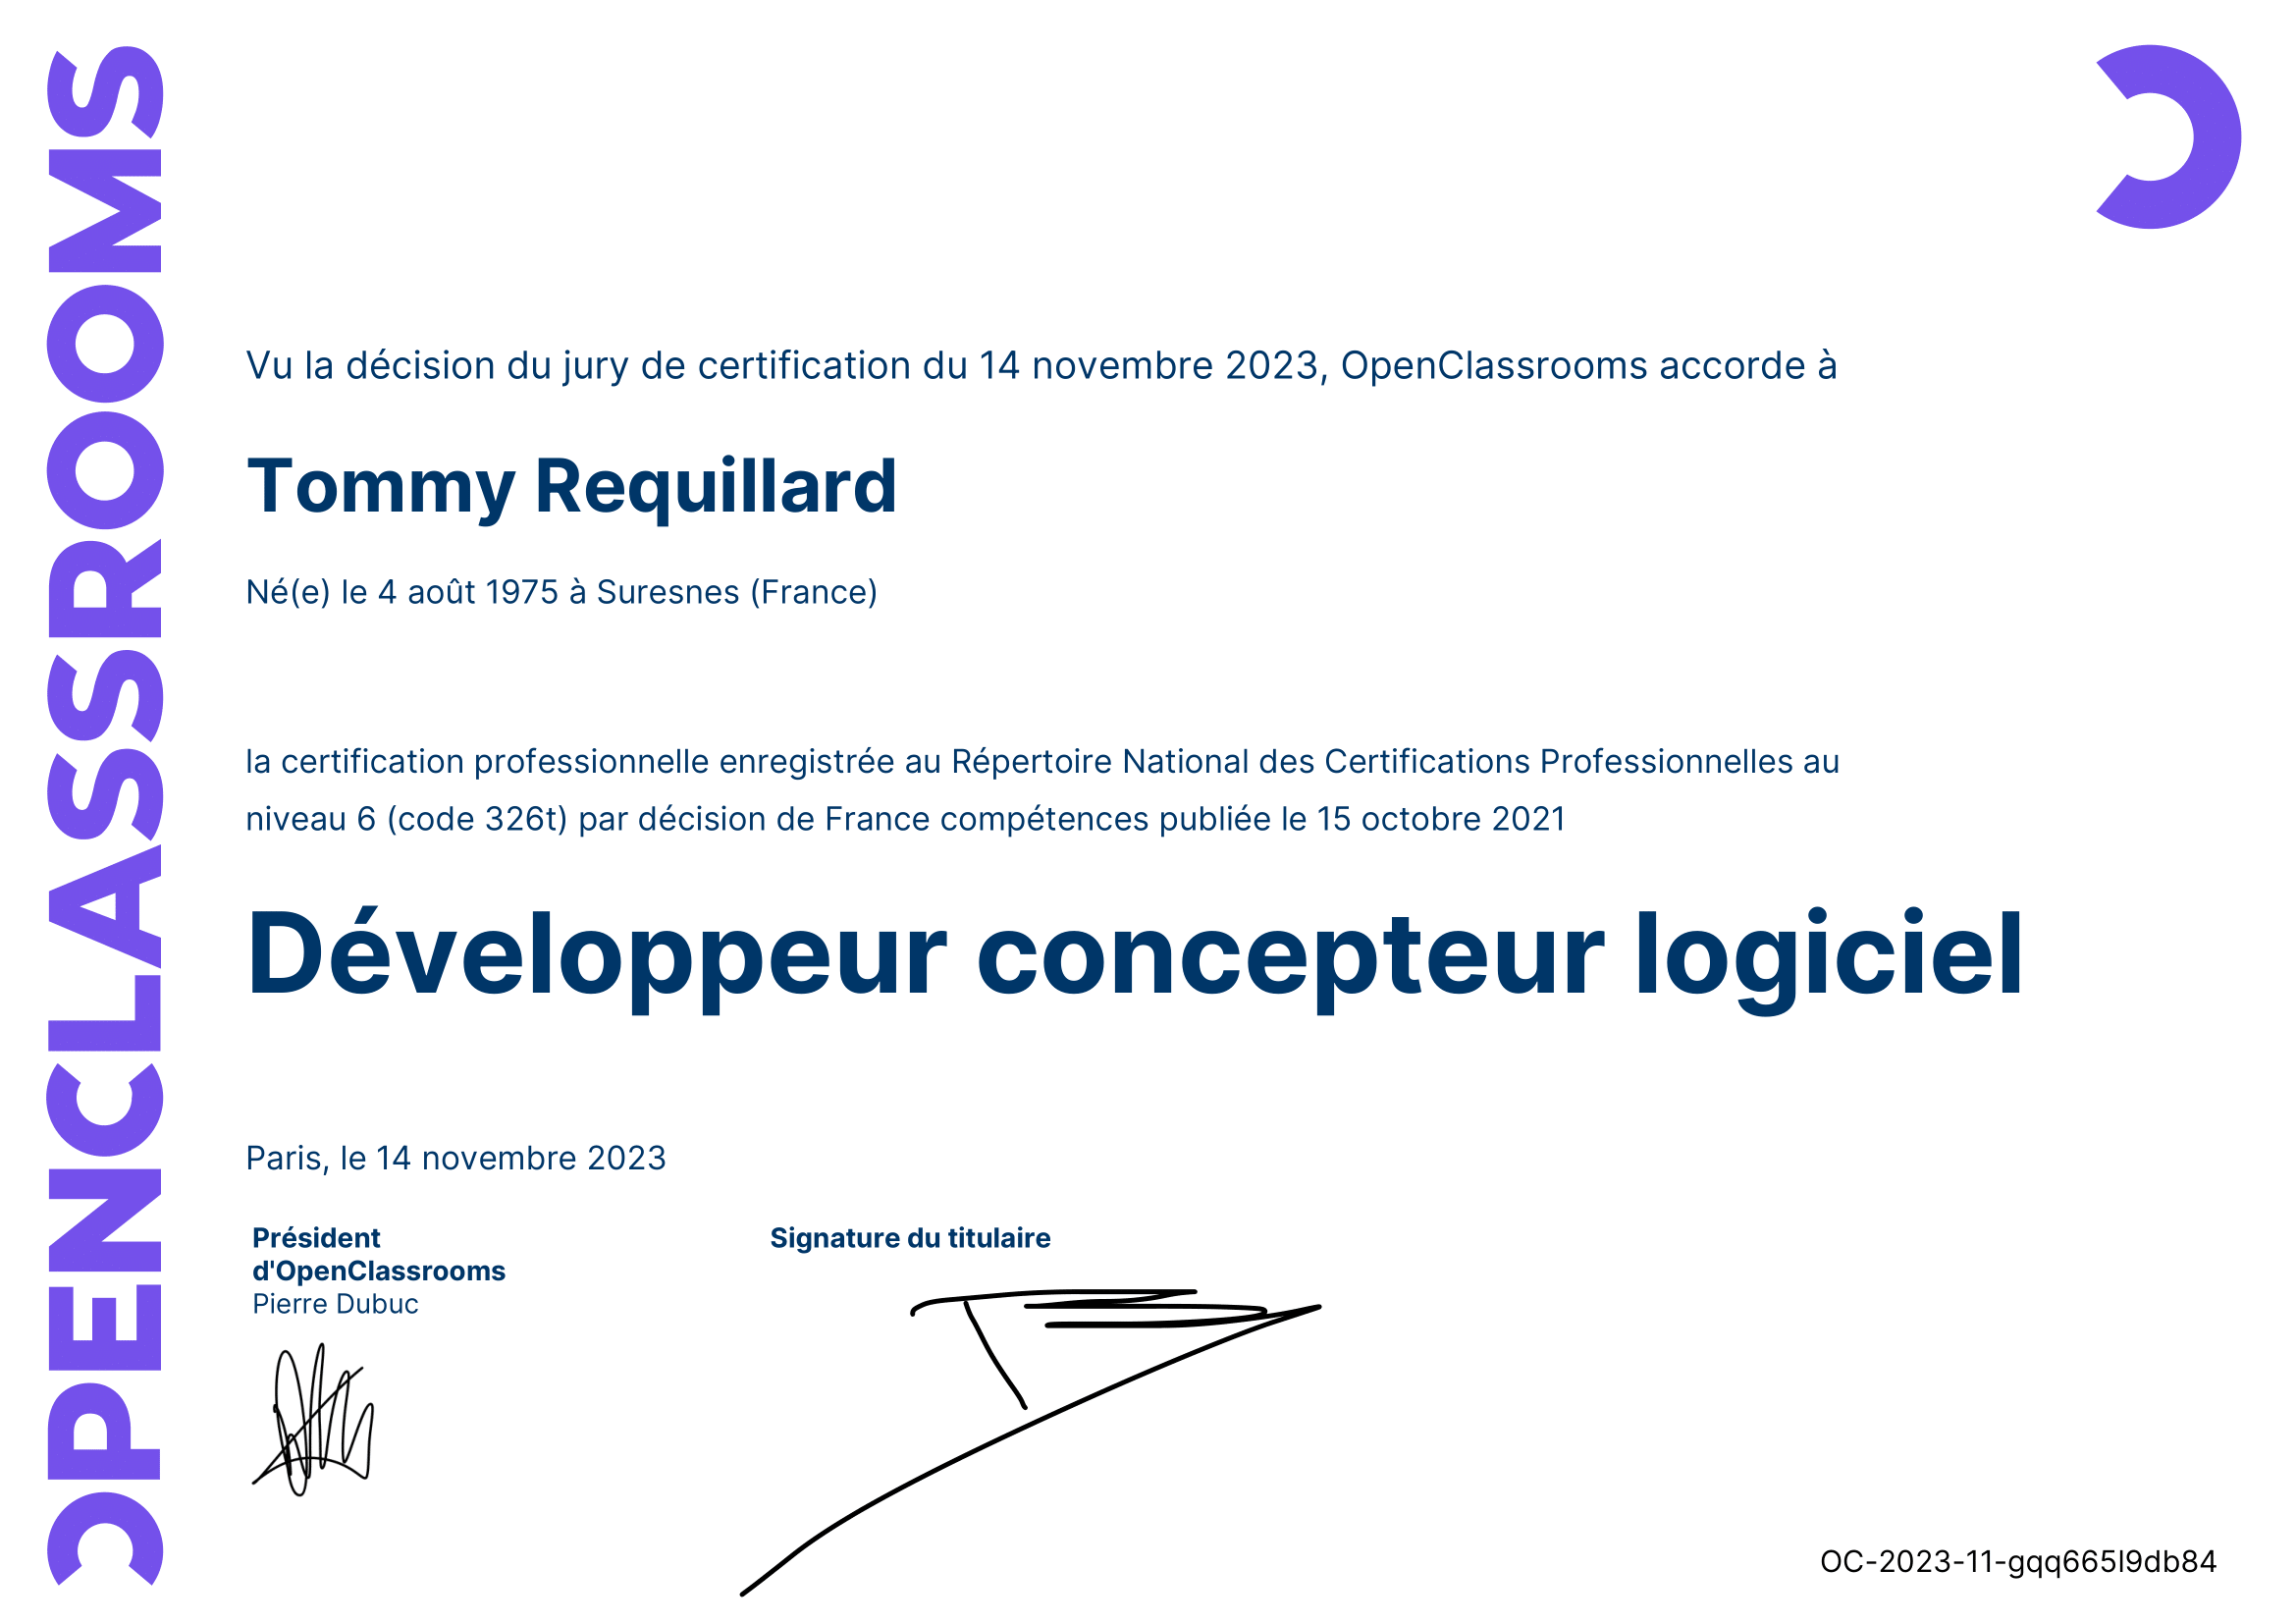 OPENCLASSROOMS
Vu la décision du jury de certification du 14 novembre 2023, OpenClassrooms accorde à
Tommy Requillard
Né(e) le 4 août 1975 à Suresnes (France)
la certification professionnelle enregistrée au Répertoire National des Certifications Professionnelles au
niveau 6 (code 326t) par décision de France compétences publiée le 15 octobre 2021
Développeur concepteur logiciel
Paris, le 14 novembre 2023
Président
d'OpenClassrooms
Pierre Dubuc
Signature du titulaire
OC-2023-11-gqq665l9db84